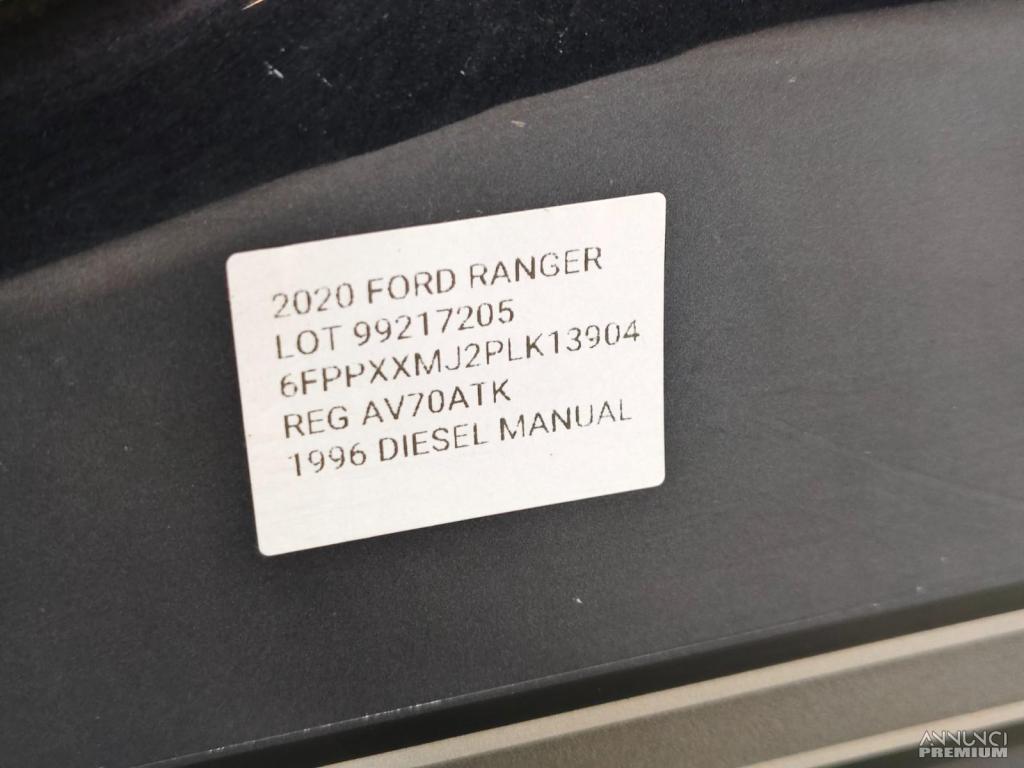 2020 FORD RANGER
LOT 99217205
6FPPXXMJ2PLK13904
REG AV70ATK
1996 DIESEL MANUAL
ANNUNCI
PREMIUM